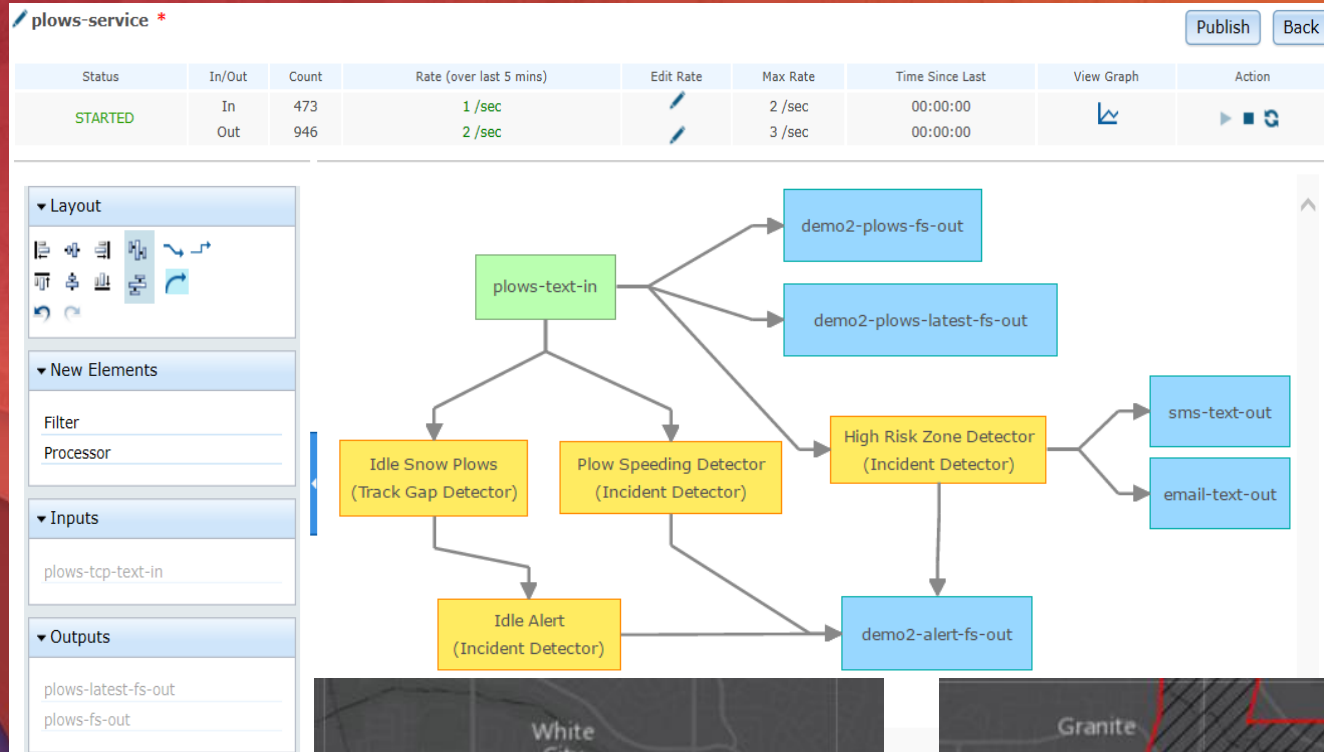 plows-service *
Publish
Back
Status In/Out Count Rate (over last 5 mins) Edit Rate Max Rate Time Since Last View Graph Action
STARTED
In 473 1 /sec 2 /sec 00:00:00
Out 946 2 /sec 3 /sec 00:00:00
Layout
New Elements
Filter
Processor
Inputs
plows-tcp-text-in
Outputs
plows-latest-fs-out
plows-fs-out
demo2-plows-fs-out
plows-text-in
demo2-plows-latest-fs-out
sms-text-out
High Risk Zone Detector
(Incident Detector)
Idle Snow Plows
(Track Gap Detector)
Plow Speeding Detector
(Incident Detector)
email-text-out
Idle Alert
(Incident Detector)
demo2-alert-fs-out
White
Granite